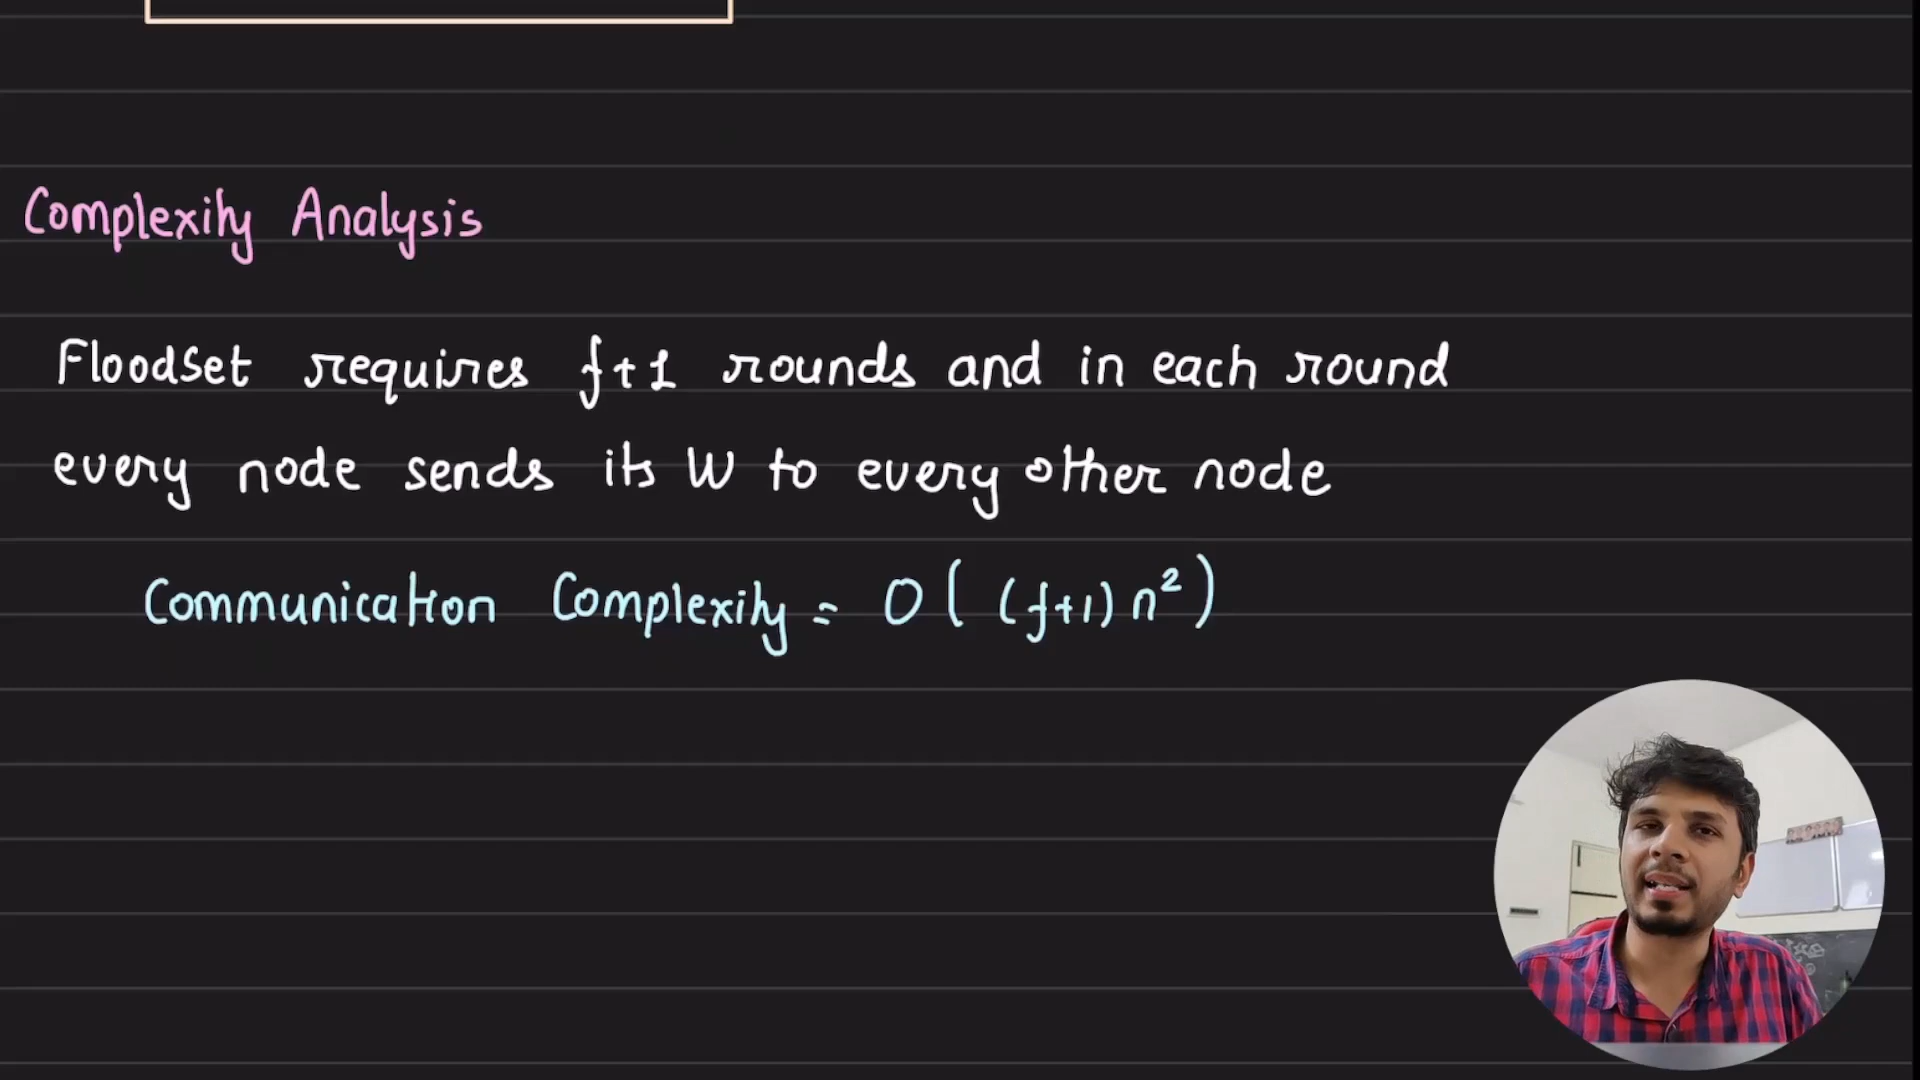 Complexity Analysis
FloodSet requires f+1 rounds and in each round
every node sends its W to every other node
Communication Complexity = O( (f+1) n² )